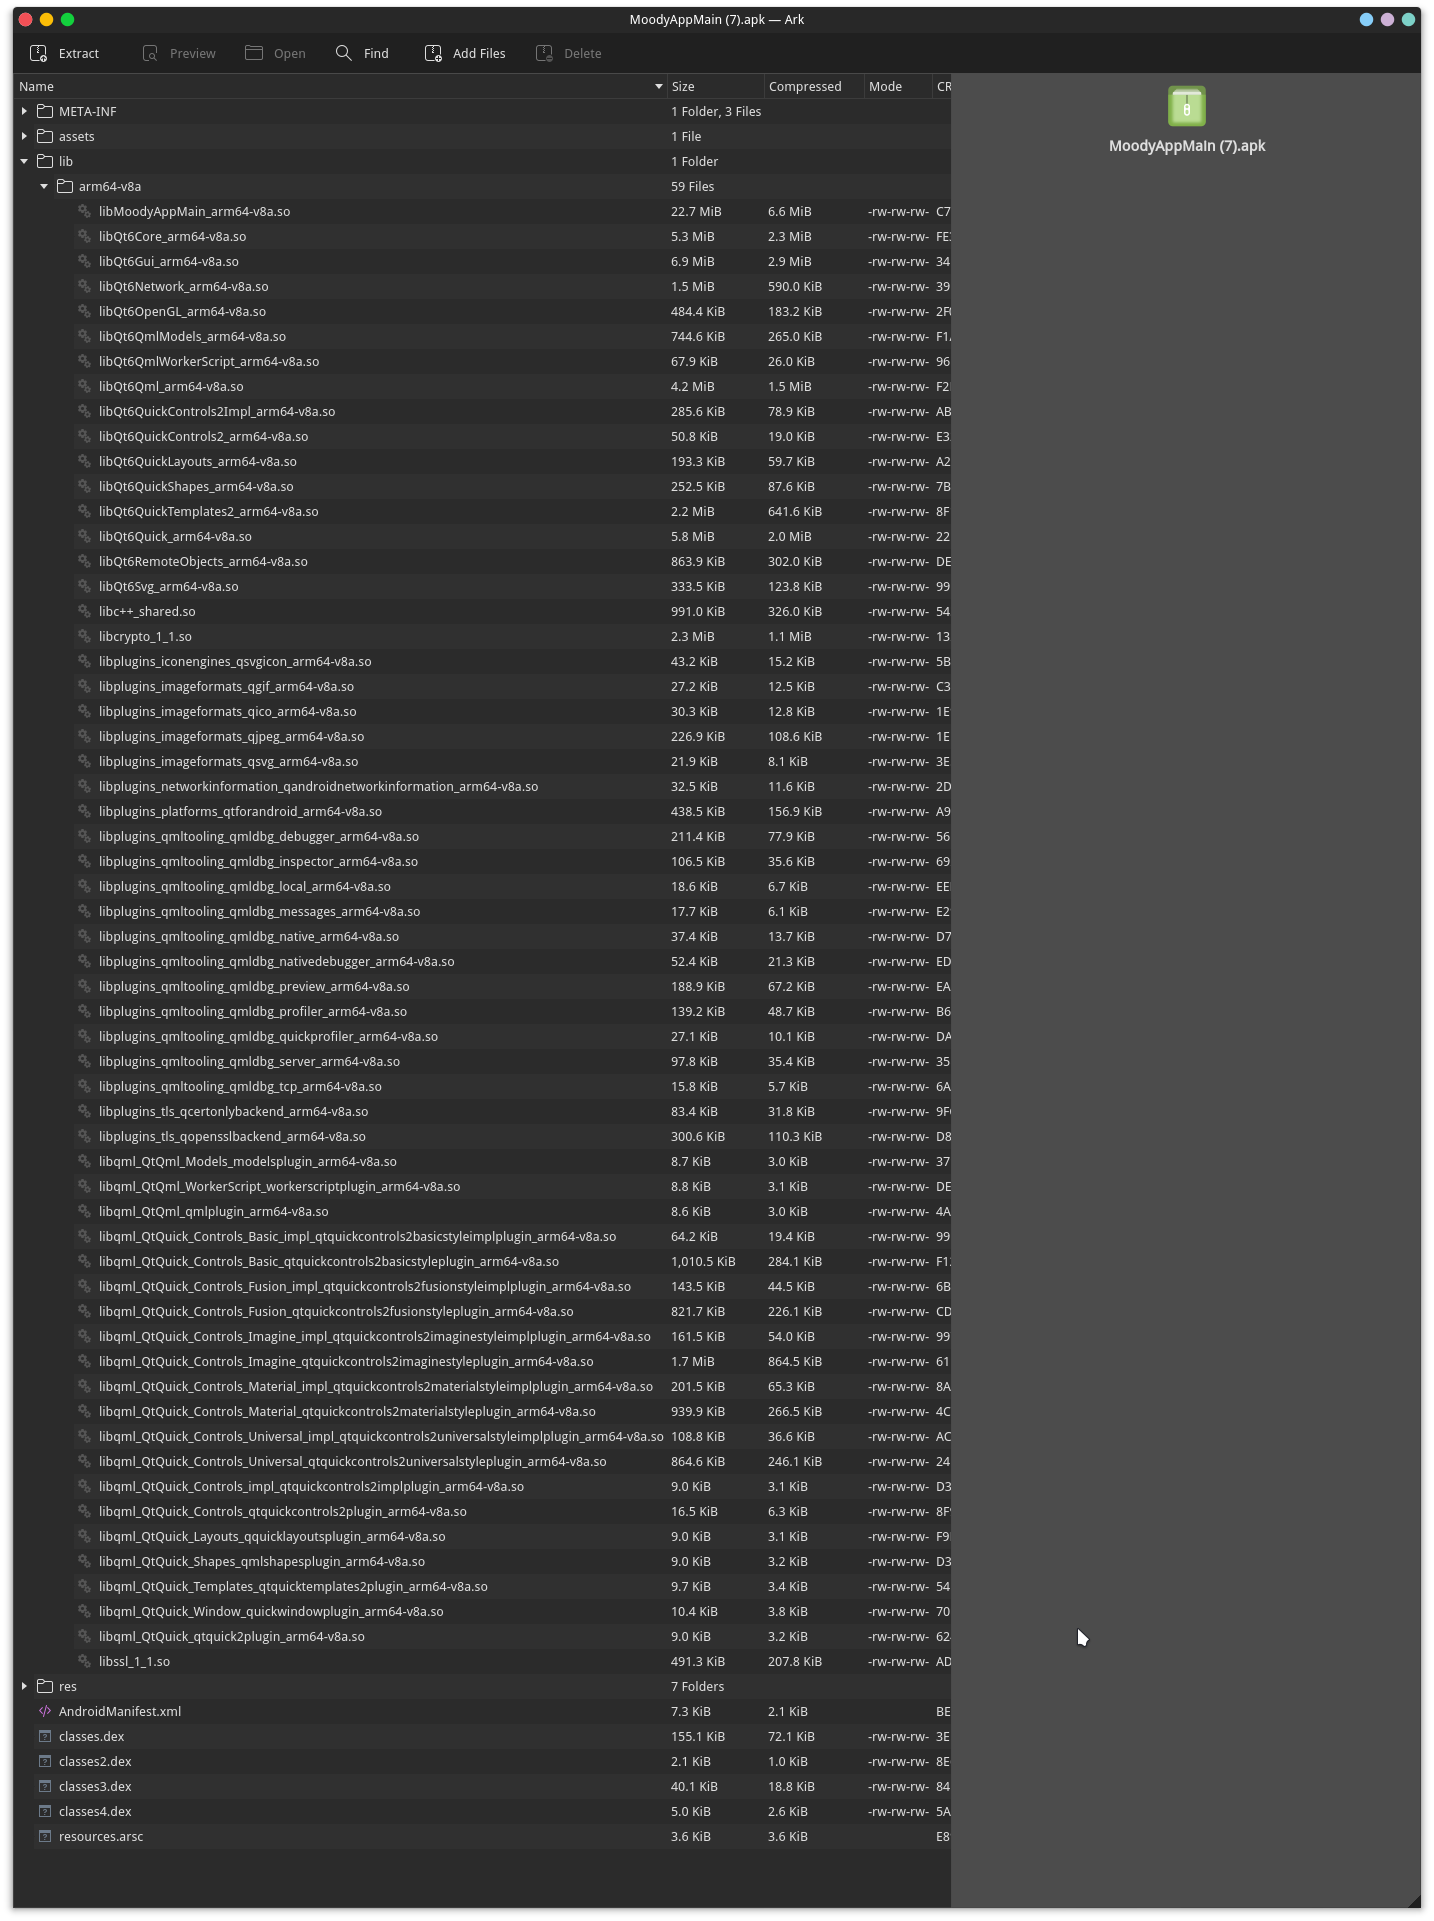 MoodyAppMain (7).apk — Ark
Extract Preview Open Find Add Files Delete
Name Size Compressed Mode CR
MoodyAppMain (7).apk
META-INF 1 Folder, 3 Files
assets 1 File
lib 1 Folder
arm64-v8a 59 Files
libMoodyAppMain_arm64-v8a.so 22.7 MiB 6.6 MiB -rw-rw-rw- C7
libQt6Core_arm64-v8a.so 5.3 MiB 2.3 MiB -rw-rw-rw- FE
libQt6Gui_arm64-v8a.so 6.9 MiB 2.9 MiB -rw-rw-rw- 34
libQt6Network_arm64-v8a.so 1.5 MiB 590.0 KiB -rw-rw-rw- 39
libQt6OpenGL_arm64-v8a.so 484.4 KiB 183.2 KiB -rw-rw-rw- 2F
libQt6QmlModels_arm64-v8a.so 744.6 KiB 265.0 KiB -rw-rw-rw- F1
libQt6QmlWorkerScript_arm64-v8a.so 67.9 KiB 26.0 KiB -rw-rw-rw- 96
libQt6Qml_arm64-v8a.so 4.2 MiB 1.5 MiB -rw-rw-rw- F2
libQt6QuickControls2Impl_arm64-v8a.so 285.6 KiB 78.9 KiB -rw-rw-rw- AB
libQt6QuickControls2_arm64-v8a.so 50.8 KiB 19.0 KiB -rw-rw-rw- E3
libQt6QuickLayouts_arm64-v8a.so 193.3 KiB 59.7 KiB -rw-rw-rw- A2
libQt6QuickShapes_arm64-v8a.so 252.5 KiB 87.6 KiB -rw-rw-rw- 7B
libQt6QuickTemplates2_arm64-v8a.so 2.2 MiB 641.6 KiB -rw-rw-rw- 8F
libQt6Quick_arm64-v8a.so 5.8 MiB 2.0 MiB -rw-rw-rw- 22
libQt6RemoteObjects_arm64-v8a.so 863.9 KiB 302.0 KiB -rw-rw-rw- DE
libQt6Svg_arm64-v8a.so 333.5 KiB 123.8 KiB -rw-rw-rw- 99
libc++_shared.so 991.0 KiB 326.0 KiB -rw-rw-rw- 54
libcrypto_1_1.so 2.3 MiB 1.1 MiB -rw-rw-rw- 13
libplugins_iconengines_qsvgicon_arm64-v8a.so 43.2 KiB 15.2 KiB -rw-rw-rw- 5B
libplugins_imageformats_qgif_arm64-v8a.so 27.2 KiB 12.5 KiB -rw-rw-rw- C3
libplugins_imageformats_qico_arm64-v8a.so 30.3 KiB 12.8 KiB -rw-rw-rw- 1E
libplugins_imageformats_qjpeg_arm64-v8a.so 226.9 KiB 108.6 KiB -rw-rw-rw- 1E
libplugins_imageformats_qsvg_arm64-v8a.so 21.9 KiB 8.1 KiB -rw-rw-rw- 3E
libplugins_networkinformation_qandroidnetworkinformation_arm64-v8a.so 32.5 KiB 11.6 KiB -rw-rw-rw- 2D
libplugins_platforms_qtforandroid_arm64-v8a.so 438.5 KiB 156.9 KiB -rw-rw-rw- A9
libplugins_qmltooling_qmldbg_debugger_arm64-v8a.so 211.4 KiB 77.9 KiB -rw-rw-rw- 56
libplugins_qmltooling_qmldbg_inspector_arm64-v8a.so 106.5 KiB 35.6 KiB -rw-rw-rw- 69
libplugins_qmltooling_qmldbg_local_arm64-v8a.so 18.6 KiB 6.7 KiB -rw-rw-rw- EE
libplugins_qmltooling_qmldbg_messages_arm64-v8a.so 17.7 KiB 6.1 KiB -rw-rw-rw- E2
libplugins_qmltooling_qmldbg_native_arm64-v8a.so 37.4 KiB 13.7 KiB -rw-rw-rw- D7
libplugins_qmltooling_qmldbg_nativedebugger_arm64-v8a.so 52.4 KiB 21.3 KiB -rw-rw-rw- ED
libplugins_qmltooling_qmldbg_preview_arm64-v8a.so 188.9 KiB 67.2 KiB -rw-rw-rw- EA
libplugins_qmltooling_qmldbg_profiler_arm64-v8a.so 139.2 KiB 48.7 KiB -rw-rw-rw- B6
libplugins_qmltooling_qmldbg_quickprofiler_arm64-v8a.so 27.1 KiB 10.1 KiB -rw-rw-rw- DA
libplugins_qmltooling_qmldbg_server_arm64-v8a.so 97.8 KiB 35.4 KiB -rw-rw-rw- 35
libplugins_qmltooling_qmldbg_tcp_arm64-v8a.so 15.8 KiB 5.7 KiB -rw-rw-rw- 6A
libplugins_tls_qcertonlybackend_arm64-v8a.so 83.4 KiB 31.8 KiB -rw-rw-rw- 9F
libplugins_tls_qopensslbackend_arm64-v8a.so 300.6 KiB 110.3 KiB -rw-rw-rw- D8
libqml_QtQml_Models_modelsplugin_arm64-v8a.so 8.7 KiB 3.0 KiB -rw-rw-rw- 37
libqml_QtQml_WorkerScript_workerscriptplugin_arm64-v8a.so 8.8 KiB 3.1 KiB -rw-rw-rw- DE
libqml_QtQml_qmlplugin_arm64-v8a.so 8.6 KiB 3.0 KiB -rw-rw-rw- 4A
libqml_QtQuick_Controls_Basic_impl_qtquickcontrols2basicstyleimplplugin_arm64-v8a.so 64.2 KiB 19.4 KiB -rw-rw-rw- 99
libqml_QtQuick_Controls_Basic_qtquickcontrols2basicstyleplugin_arm64-v8a.so 1,010.5 KiB 284.1 KiB -rw-rw-rw- F1
libqml_QtQuick_Controls_Fusion_impl_qtquickcontrols2fusionstyleimplplugin_arm64-v8a.so 143.5 KiB 44.5 KiB -rw-rw-rw- 6B
libqml_QtQuick_Controls_Fusion_qtquickcontrols2fusionstyleplugin_arm64-v8a.so 821.7 KiB 226.1 KiB -rw-rw-rw- CD
libqml_QtQuick_Controls_Imagine_impl_qtquickcontrols2imaginestyleimplplugin_arm64-v8a.so 161.5 KiB 54.0 KiB -rw-rw-rw- 99
libqml_QtQuick_Controls_Imagine_qtquickcontrols2imaginestyleplugin_arm64-v8a.so 1.7 MiB 864.5 KiB -rw-rw-rw- 61
libqml_QtQuick_Controls_Material_impl_qtquickcontrols2materialstyleimplplugin_arm64-v8a.so 201.5 KiB 65.3 KiB -rw-rw-rw- 8A
libqml_QtQuick_Controls_Material_qtquickcontrols2materialstyleplugin_arm64-v8a.so 939.9 KiB 266.5 KiB -rw-rw-rw- 4C
libqml_QtQuick_Controls_Universal_impl_qtquickcontrols2universalstyleimplplugin_arm64-v8a.so 108.8 KiB 36.6 KiB -rw-rw-rw- AC
libqml_QtQuick_Controls_Universal_qtquickcontrols2universalstyleplugin_arm64-v8a.so 864.6 KiB 246.1 KiB -rw-rw-rw- 24
libqml_QtQuick_Controls_impl_qtquickcontrols2implplugin_arm64-v8a.so 9.0 KiB 3.1 KiB -rw-rw-rw- D3
libqml_QtQuick_Controls_qtquickcontrols2plugin_arm64-v8a.so 16.5 KiB 6.3 KiB -rw-rw-rw- 8F
libqml_QtQuick_Layouts_qquicklayoutsplugin_arm64-v8a.so 9.0 KiB 3.1 KiB -rw-rw-rw- F9
libqml_QtQuick_Shapes_qmlshapesplugin_arm64-v8a.so 9.0 KiB 3.2 KiB -rw-rw-rw- D3
libqml_QtQuick_Templates_qtquicktemplates2plugin_arm64-v8a.so 9.7 KiB 3.4 KiB -rw-rw-rw- 54
libqml_QtQuick_Window_quickwindowplugin_arm64-v8a.so 10.4 KiB 3.8 KiB -rw-rw-rw- 70
libqml_QtQuick_qtquick2plugin_arm64-v8a.so 9.0 KiB 3.2 KiB -rw-rw-rw- 62
libssl_1_1.so 491.3 KiB 207.8 KiB -rw-rw-rw- AD
res 7 Folders
AndroidManifest.xml 7.3 KiB 2.1 KiB BE
classes.dex 155.1 KiB 72.1 KiB -rw-rw-rw- 3E
classes2.dex 2.1 KiB 1.0 KiB -rw-rw-rw- 8E
classes3.dex 40.1 KiB 18.8 KiB -rw-rw-rw- 84
classes4.dex 5.0 KiB 2.6 KiB -rw-rw-rw- 5A
resources.arsc 3.6 KiB 3.6 KiB E8